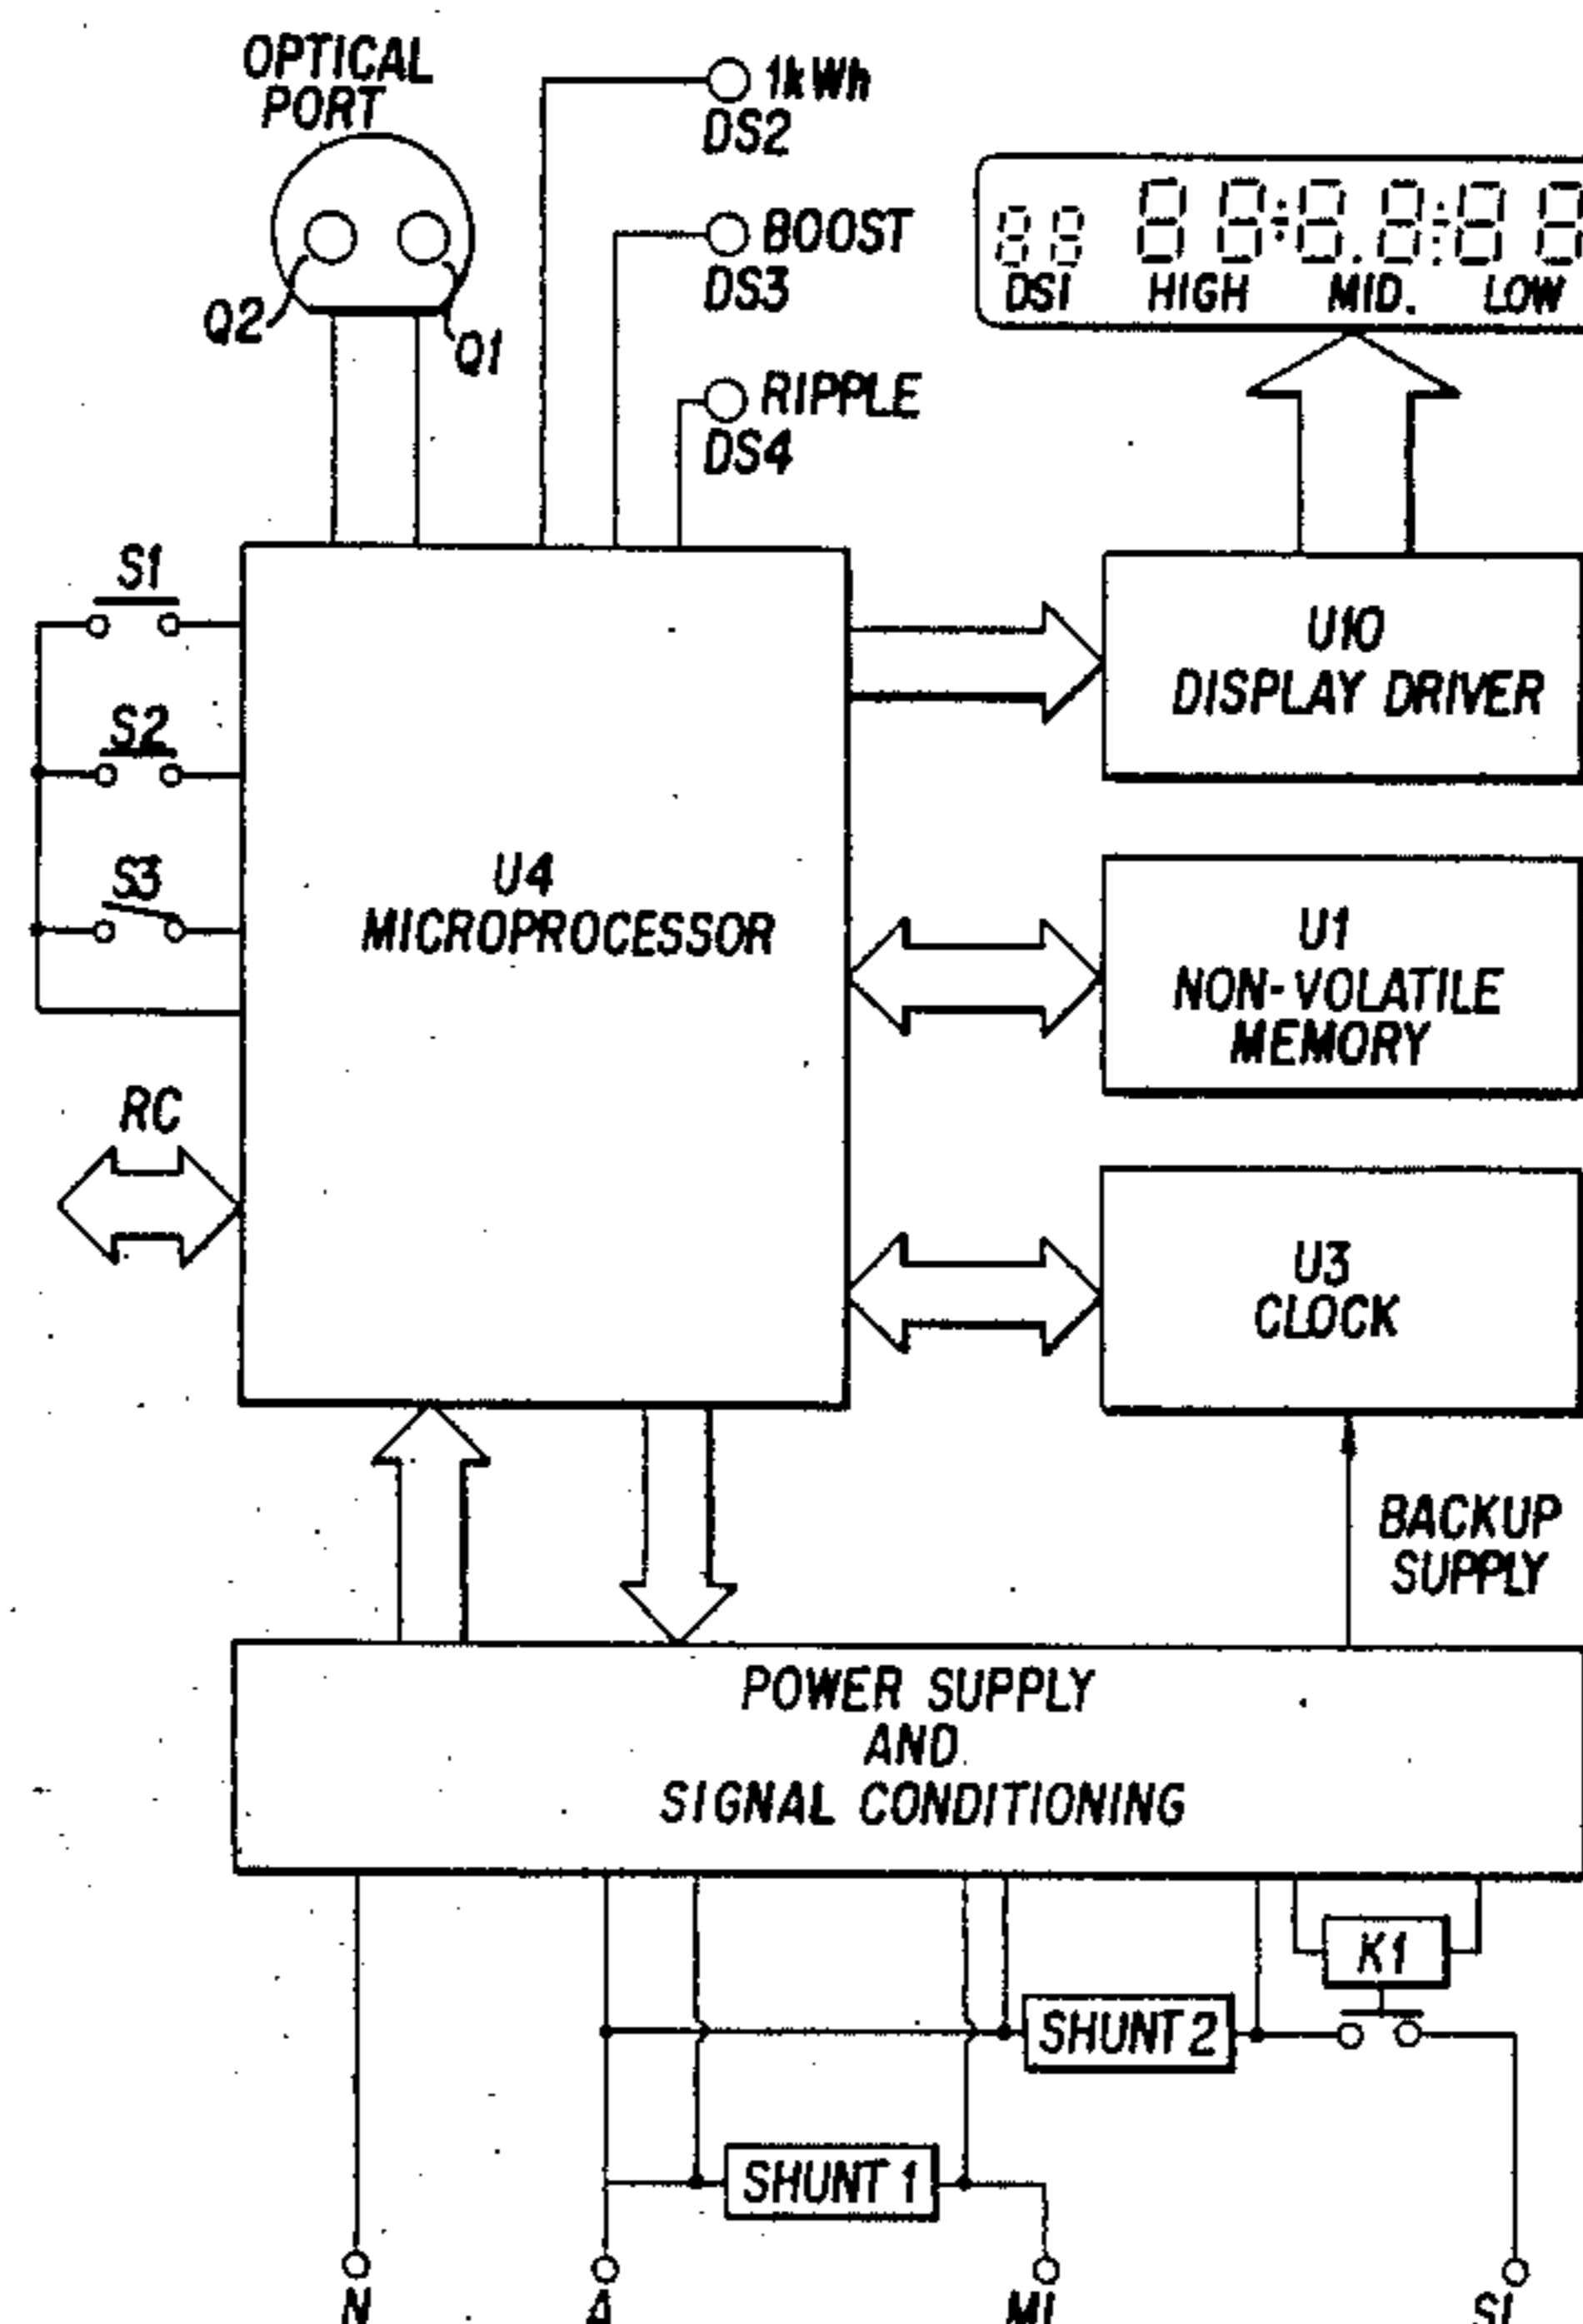 OPTICAL
PORT
Q2
Q1
1kWh
DS2
BOOST
DS3
RIPPLE
DS4
DS1 HIGH MID. LOW
S1
S2
S3
RC
U4
MICROPROCESSOR
U10
DISPLAY DRIVER
U1
NON-VOLATILE
MEMORY
U3
CLOCK
BACKUP
SUPPLY
POWER SUPPLY
AND
SIGNAL CONDITIONING
K1
SHUNT 2
SHUNT 1
N A